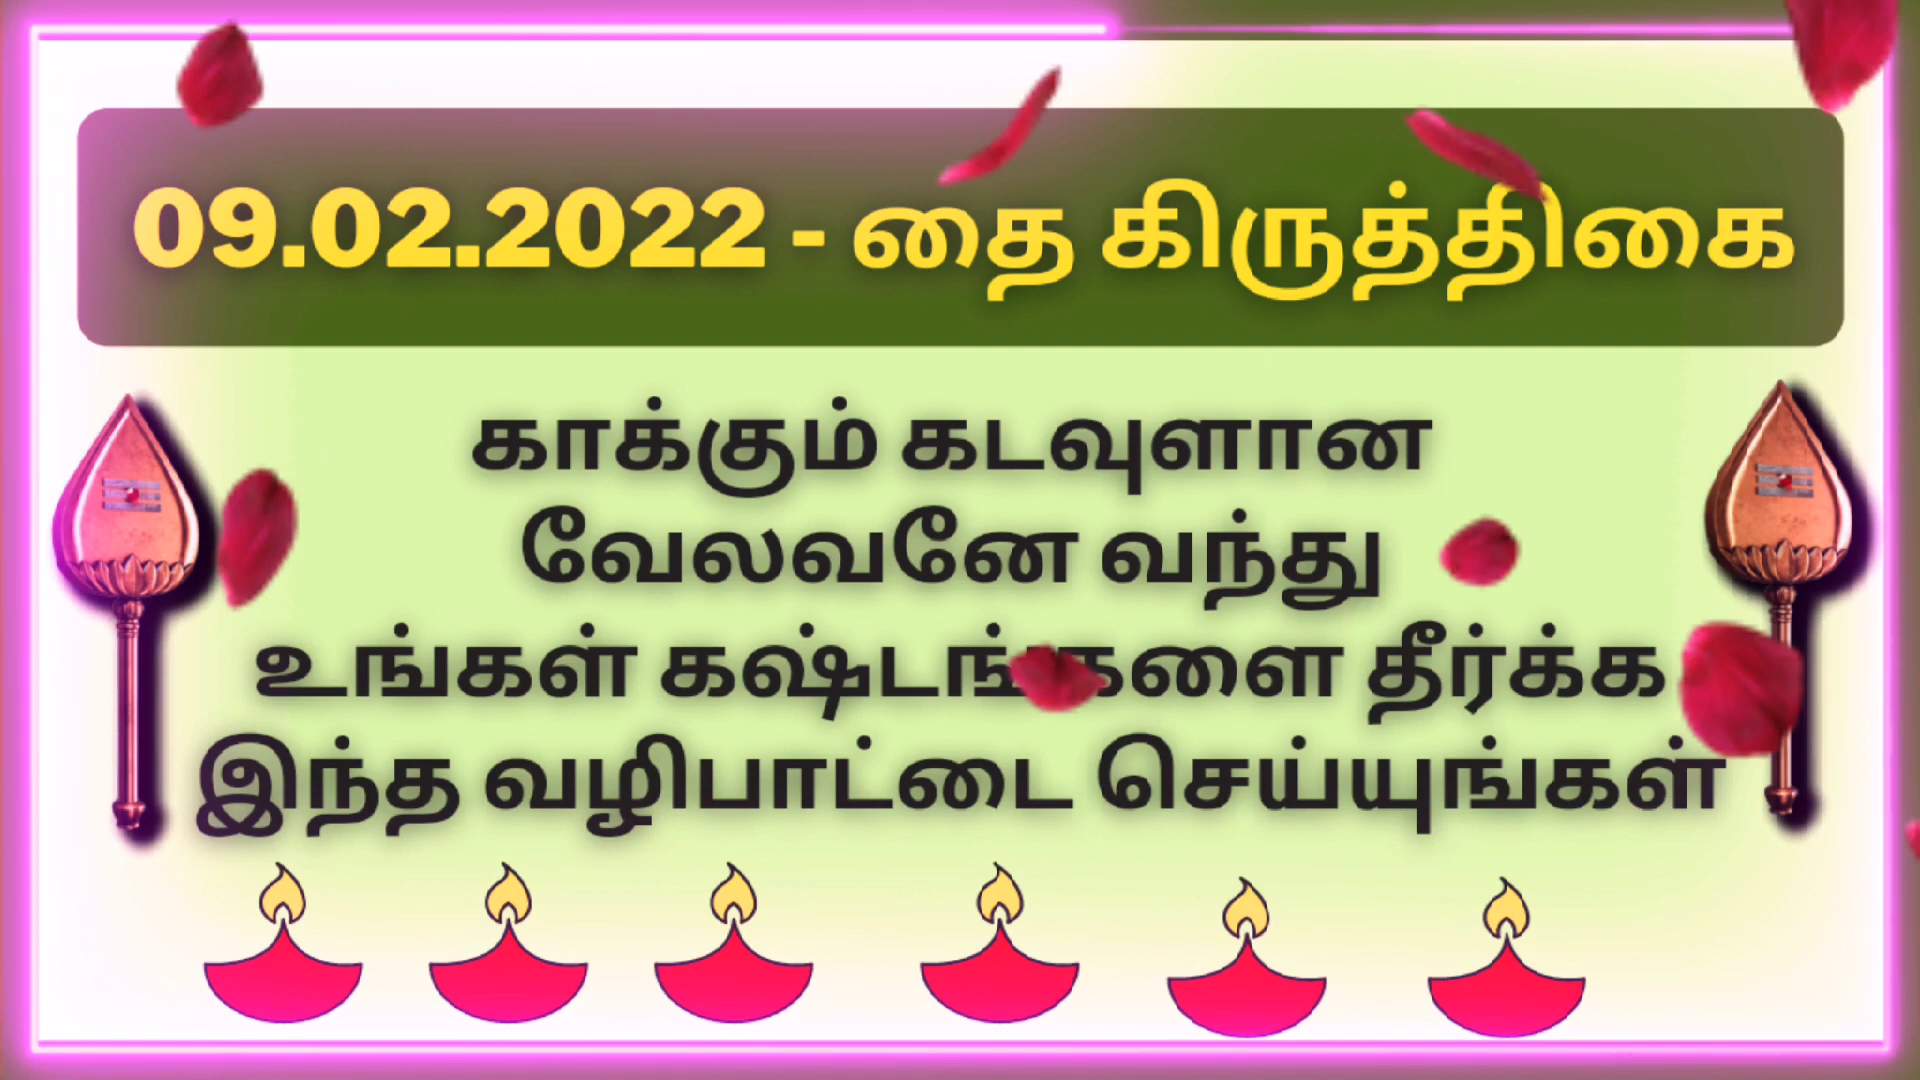 09.02.2022 - தை கிருத்திகை
காக்கும் கடவுளான
வேலவனே வந்து
உங்கள் கஷ்டங்களை தீர்க்க
இந்த வழிபாட்டை செய்யுங்கள்